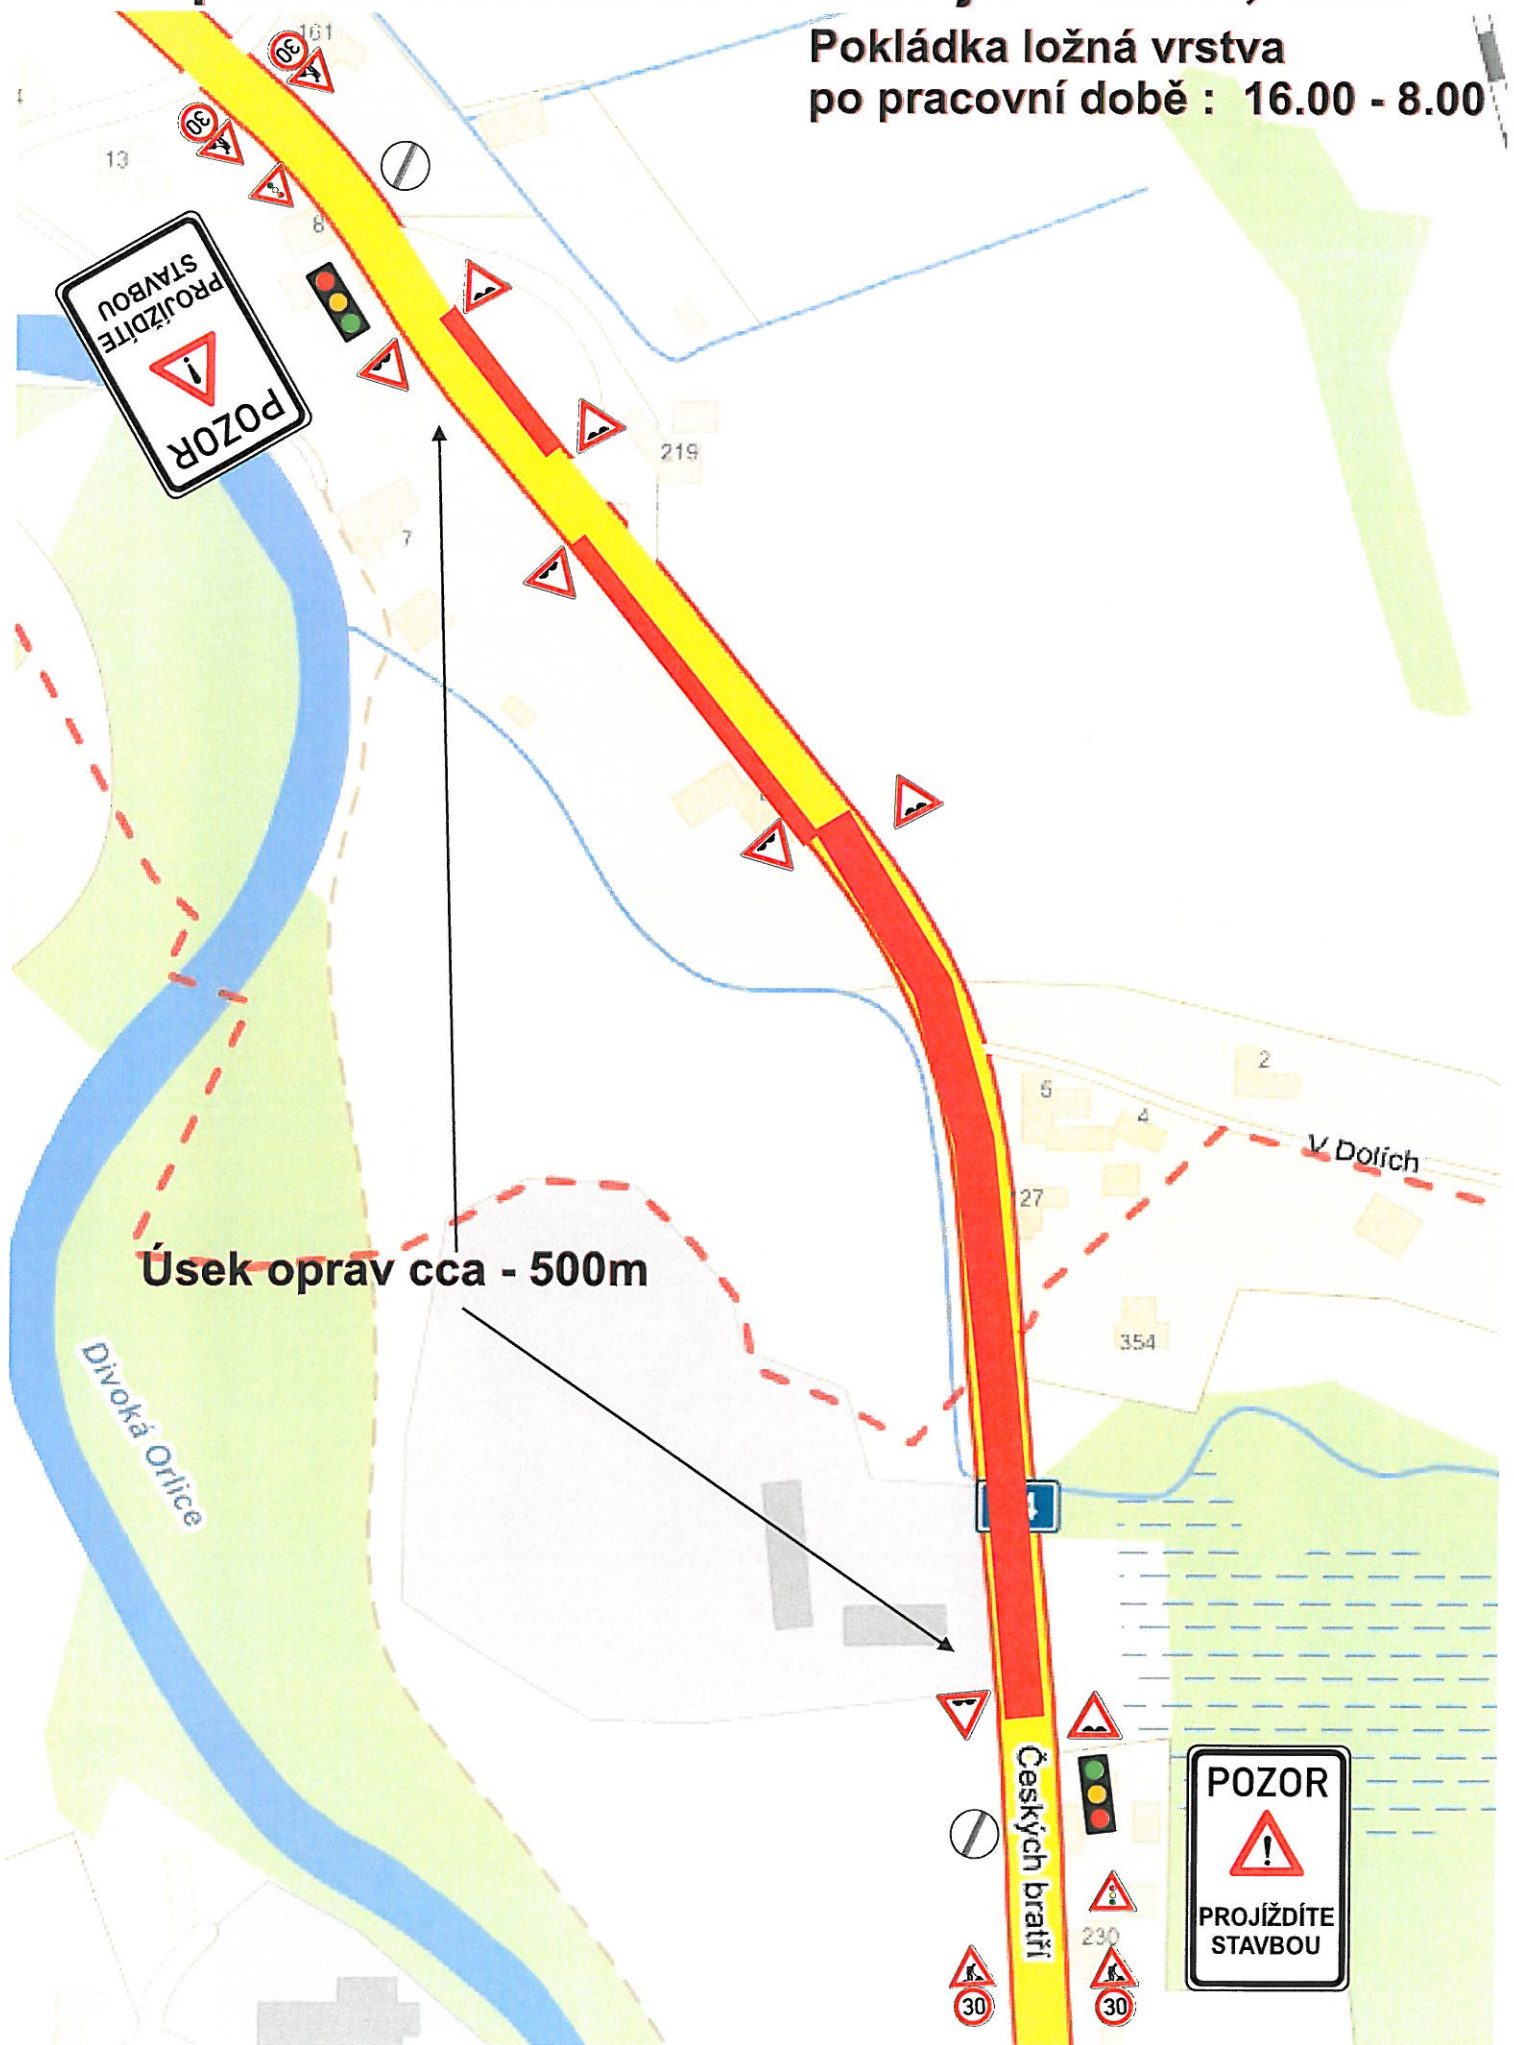 Pokládka ložná vrstva
po pracovní době : 16.00 - 8.00
161
30
30
13
8
POZOR
PROJÍŽDÍTE
STAVBOU
219
7
2
5
4
V Dolích
127
Úsek oprav cca - 500m
354
Divoká Orlice
4
Českých bratří
POZOR
PROJÍŽDÍTE
STAVBOU
230
30
30